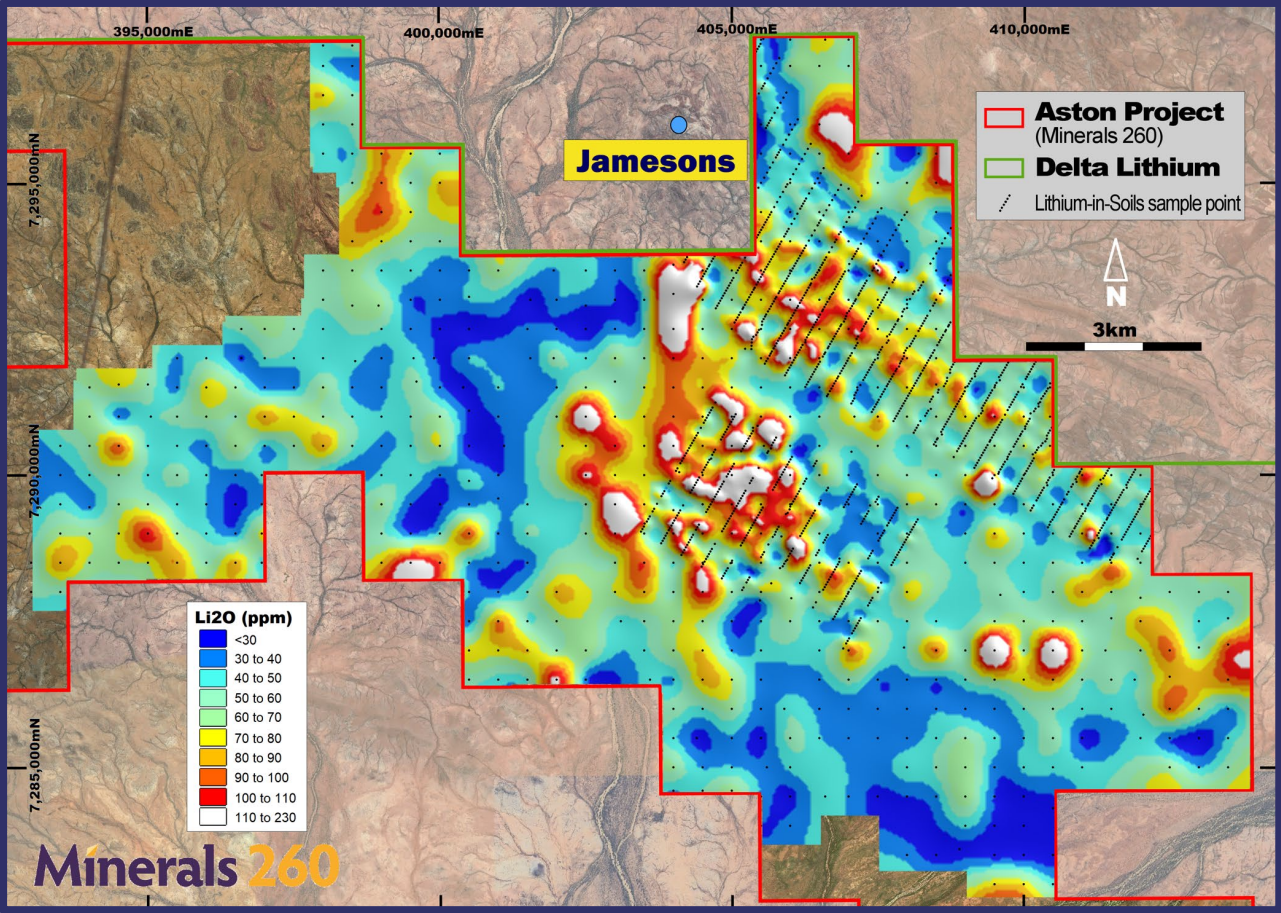 395,000mE
400,000mE
405,000mE
410,000mE
7,295,000mN
7,290,000mN
7,285,000mN
Jamesons
Aston Project
(Minerals 260)
Delta Lithium
Lithium-in-Soils sample point
N
3km
Li2O (ppm)
<30
30 to 40
40 to 50
50 to 60
60 to 70
70 to 80
80 to 90
90 to 100
100 to 110
110 to 230
Minerals 260